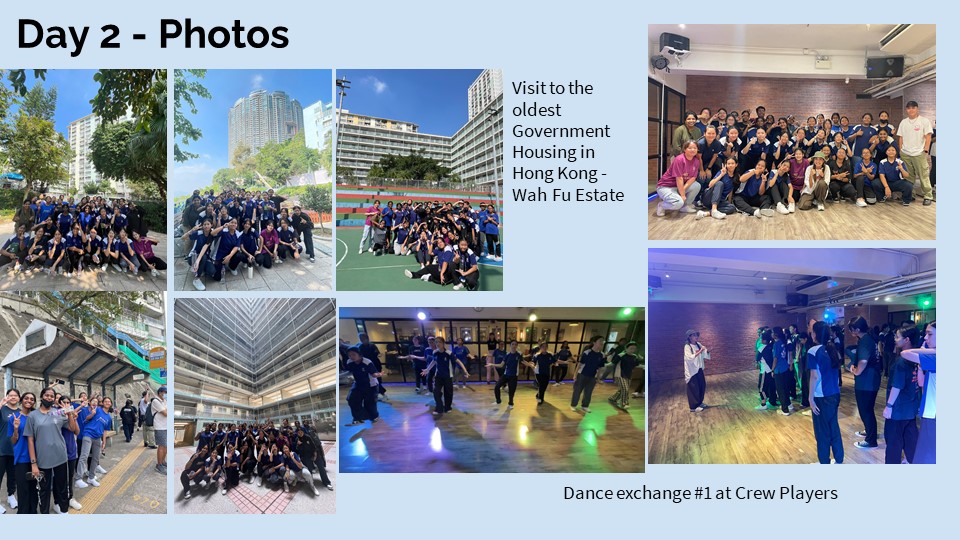 Day 2 - Photos
Visit to the
oldest
Government
Housing in
Hong Kong -
Wah Fu Estate
Dance exchange #1 at Crew Players